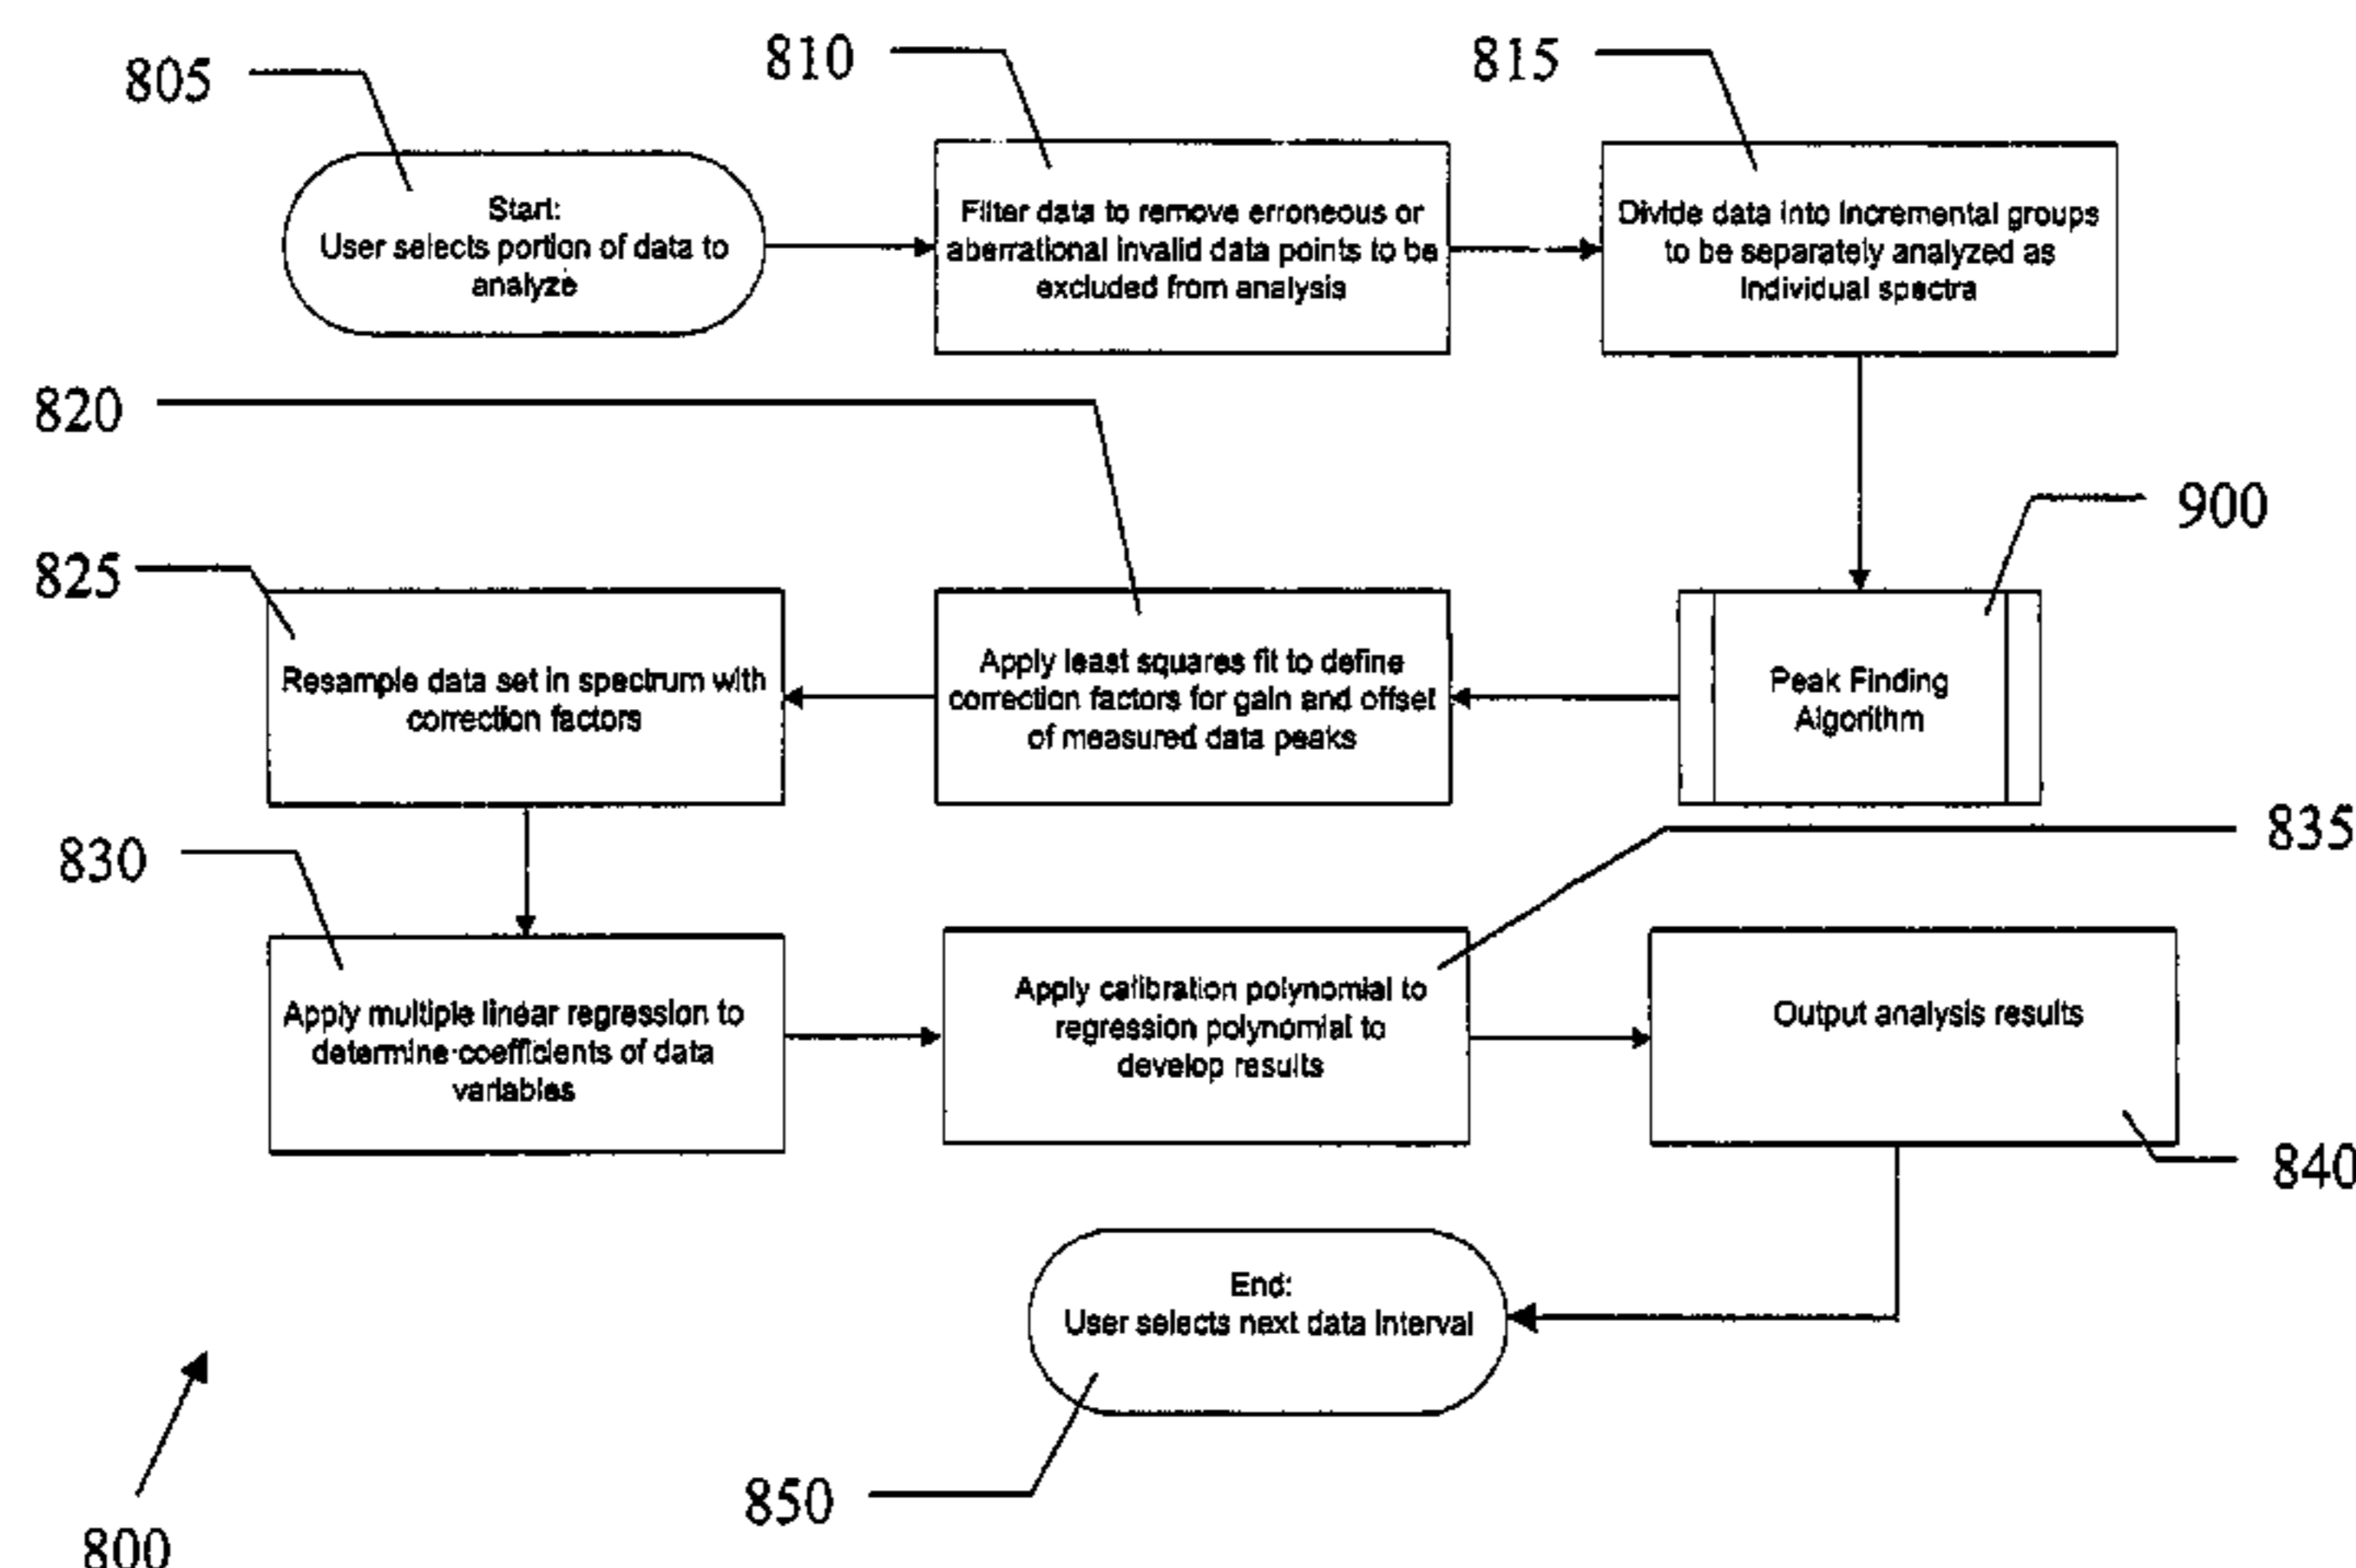 805
810
815
Start:
User selects portion of data to
analyze
Filter data to remove erroneous or
aberrational invalid data points to be
excluded from analysis
Divide data into incremental groups
to be separately analyzed as
individual spectra
820
900
825
Resample data set in spectrum with
correction factors
Apply least squares fit to define
correction factors for gain and offset
of measured data peaks
Peak Finding
Algorithm
835
830
Apply multiple linear regression to
determine coefficients of data
variables
Apply calibration polynomial to
regression polynomial to
develop results
Output analysis results
840
End:
User selects next data interval
850
800